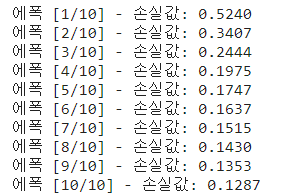 에폭 [1/10] - 손실값: 0.5240
에폭 [2/10] - 손실값: 0.3407
에폭 [3/10] - 손실값: 0.2444
에폭 [4/10] - 손실값: 0.1975
에폭 [5/10] - 손실값: 0.1747
에폭 [6/10] - 손실값: 0.1637
에폭 [7/10] - 손실값: 0.1515
에폭 [8/10] - 손실값: 0.1430
에폭 [9/10] - 손실값: 0.1353
에폭 [10/10] - 손실값: 0.1287